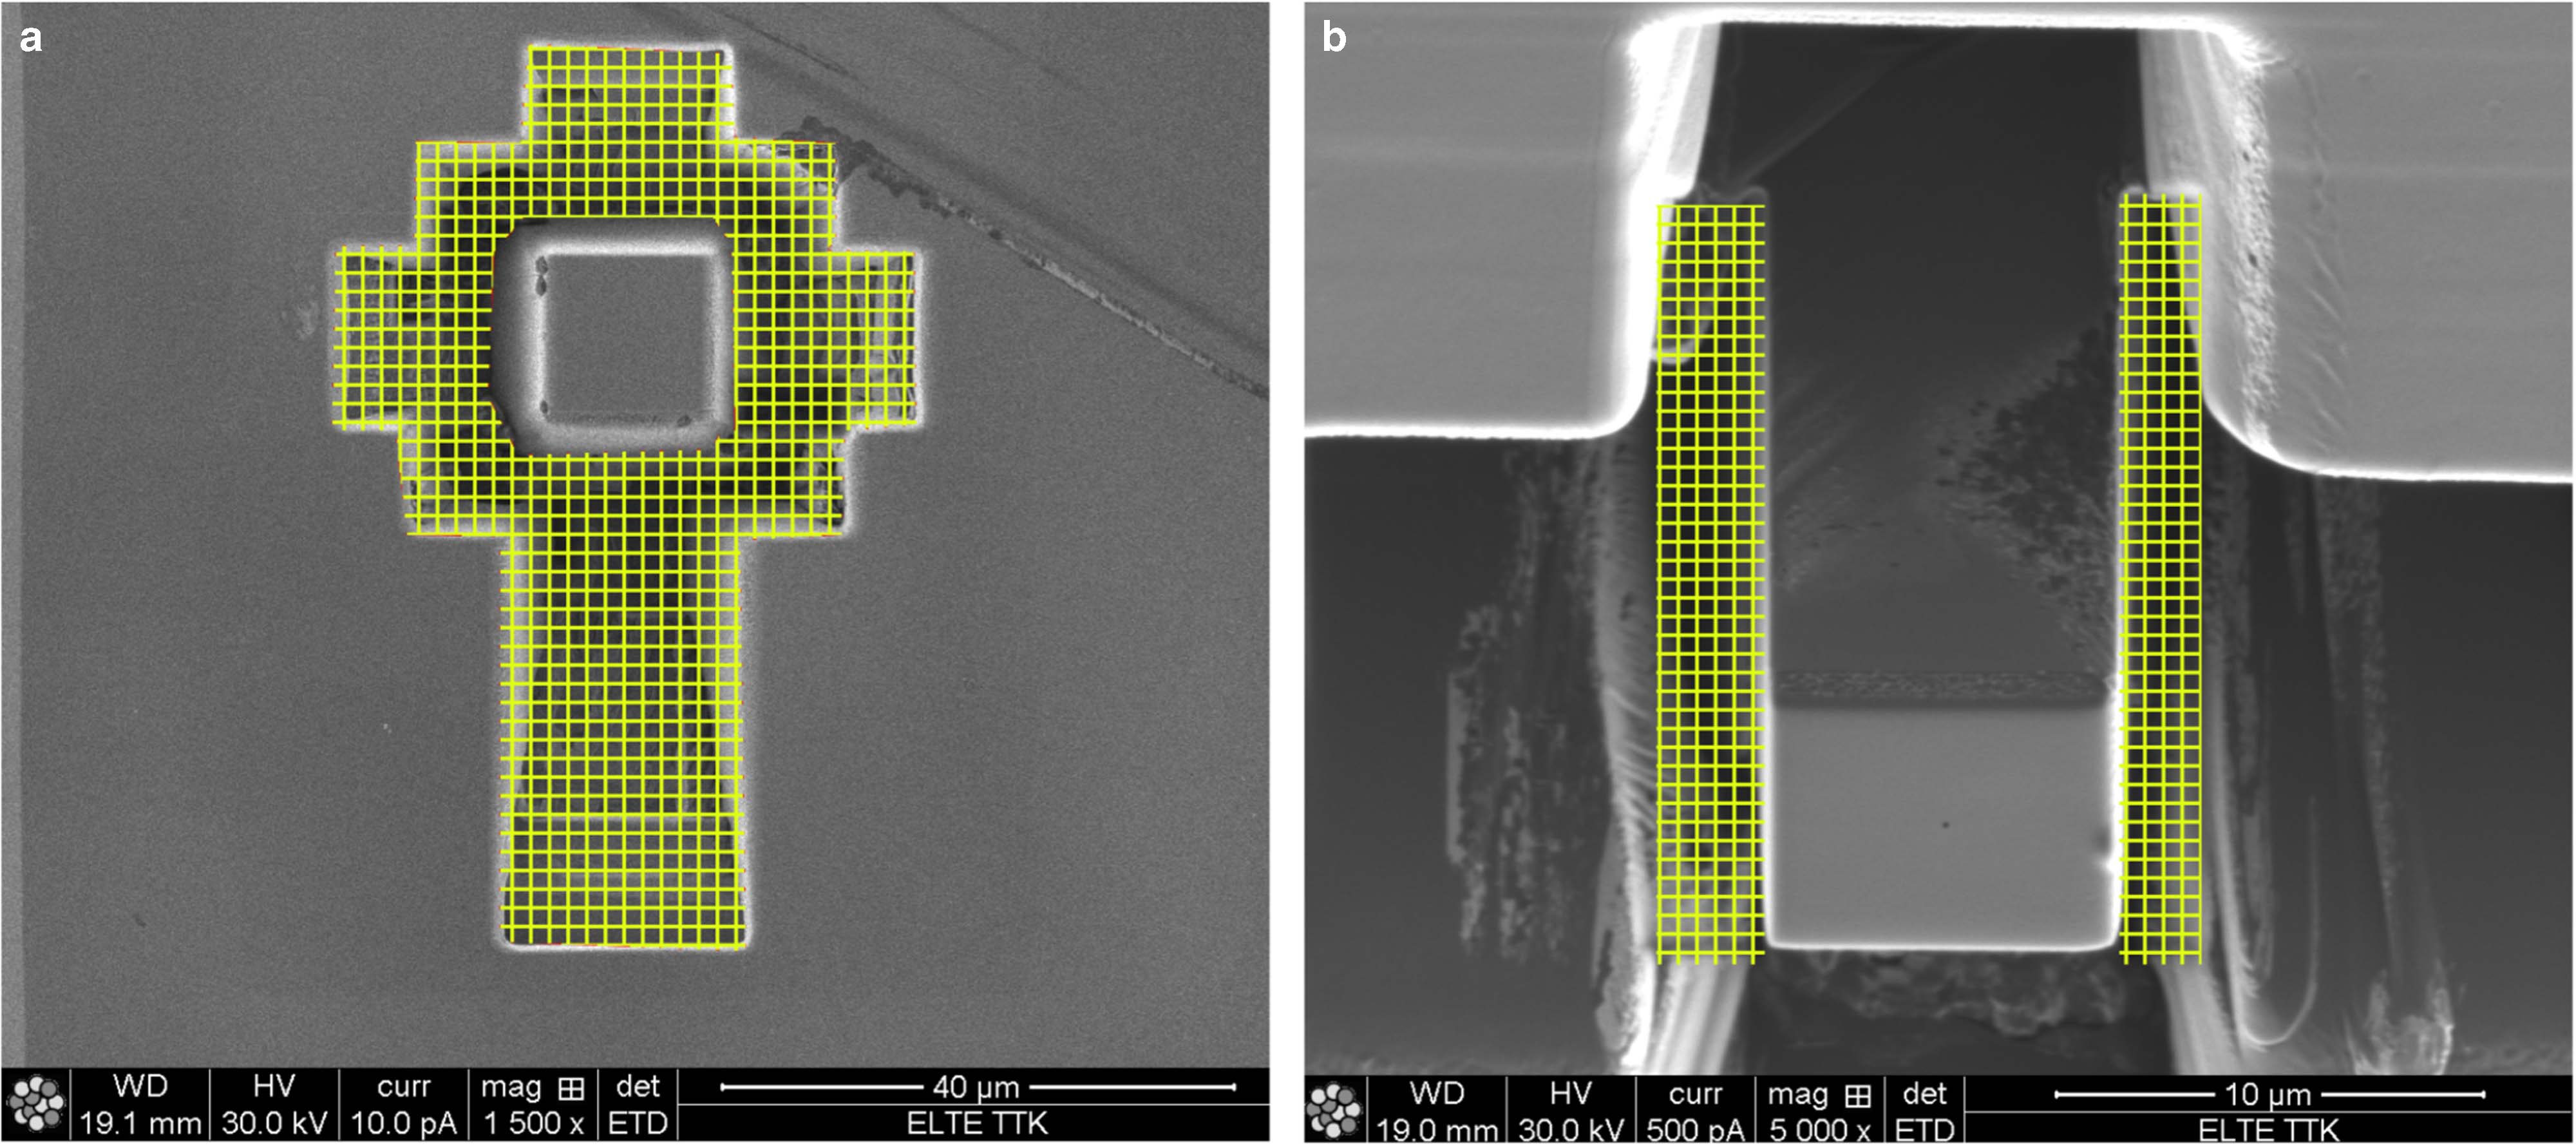 a
b
WD HV curr mag det 40 µm
19.1 mm 30.0 kV 10.0 pA 1 500 x ETD ELTE TTK
WD HV curr mag det 10 µm
19.0 mm 30.0 kV 500 pA 5 000 x ETD ELTE TTK